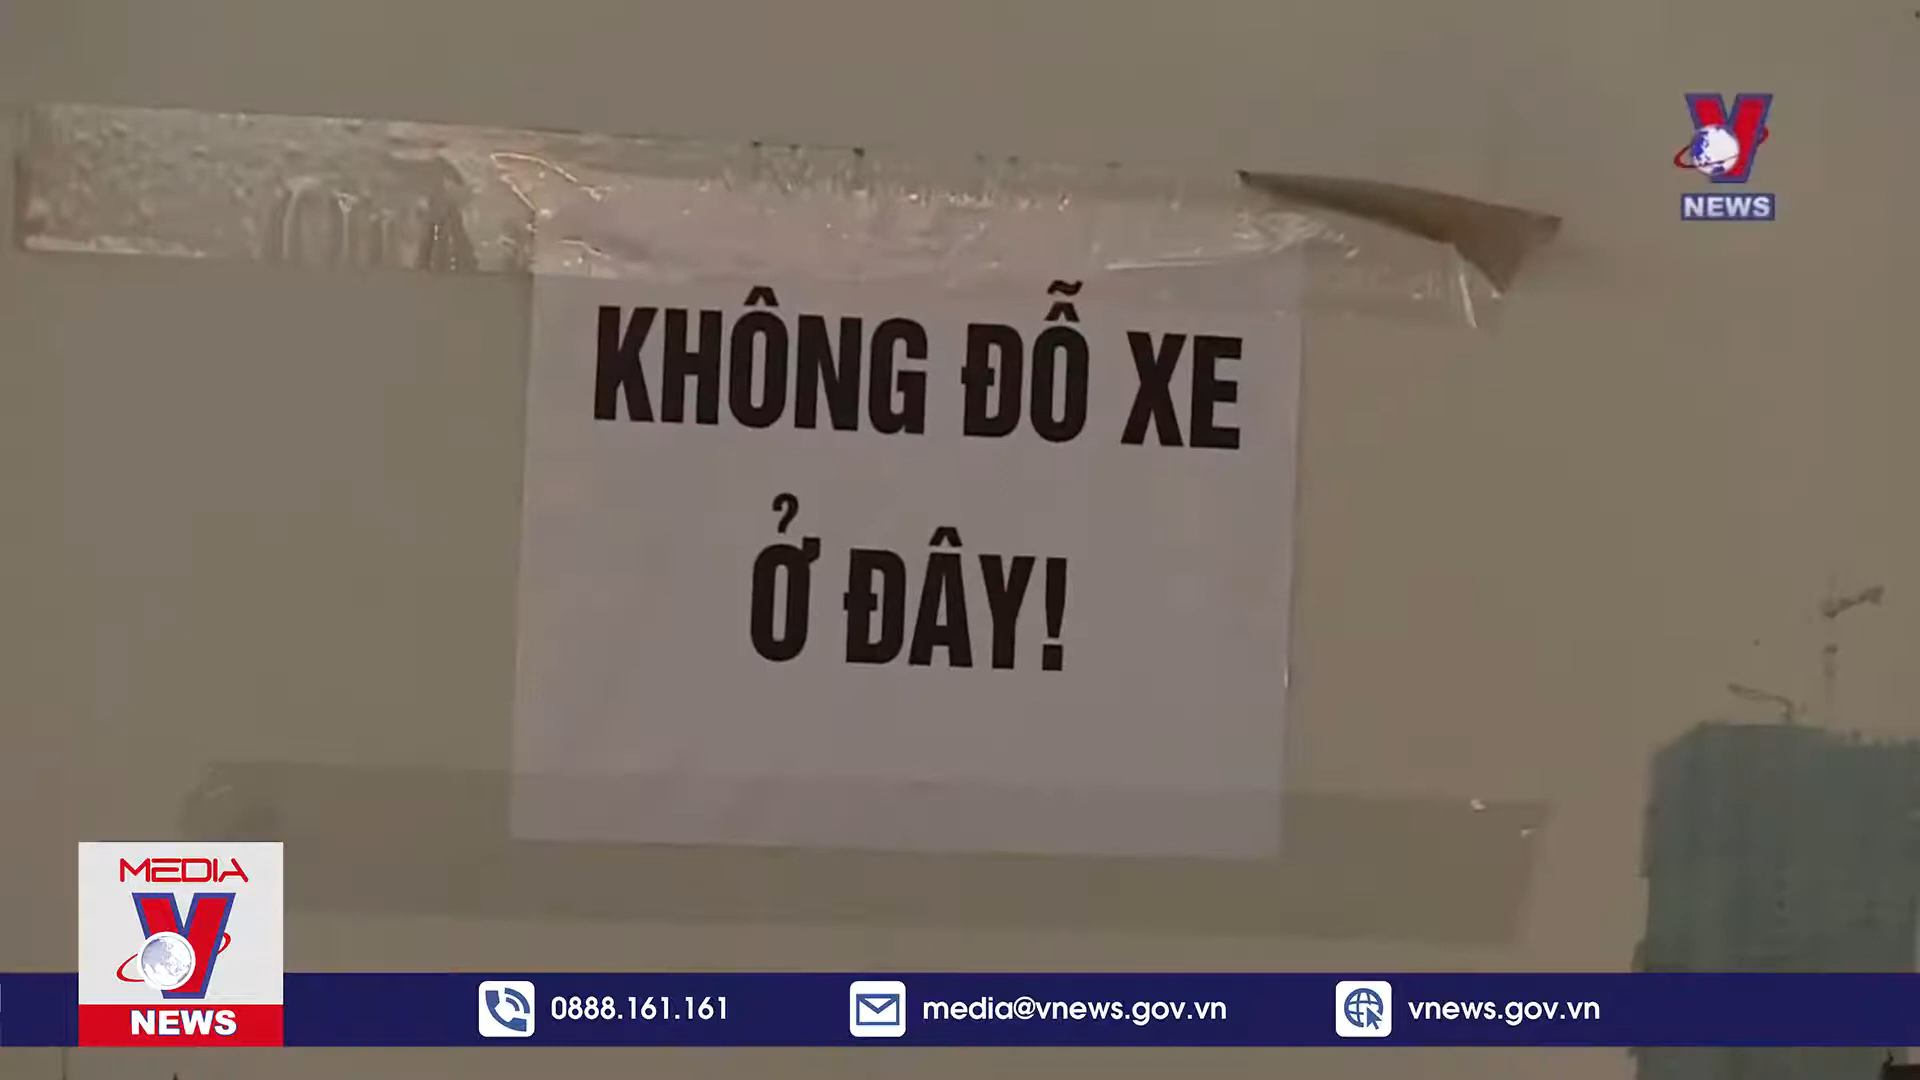 V
NEWS
KHÔNG ĐỖ XE
Ở ĐÂY!
MEDIA
V
NEWS
0888.161.161
media@vnews.gov.vn
vnews.gov.vn